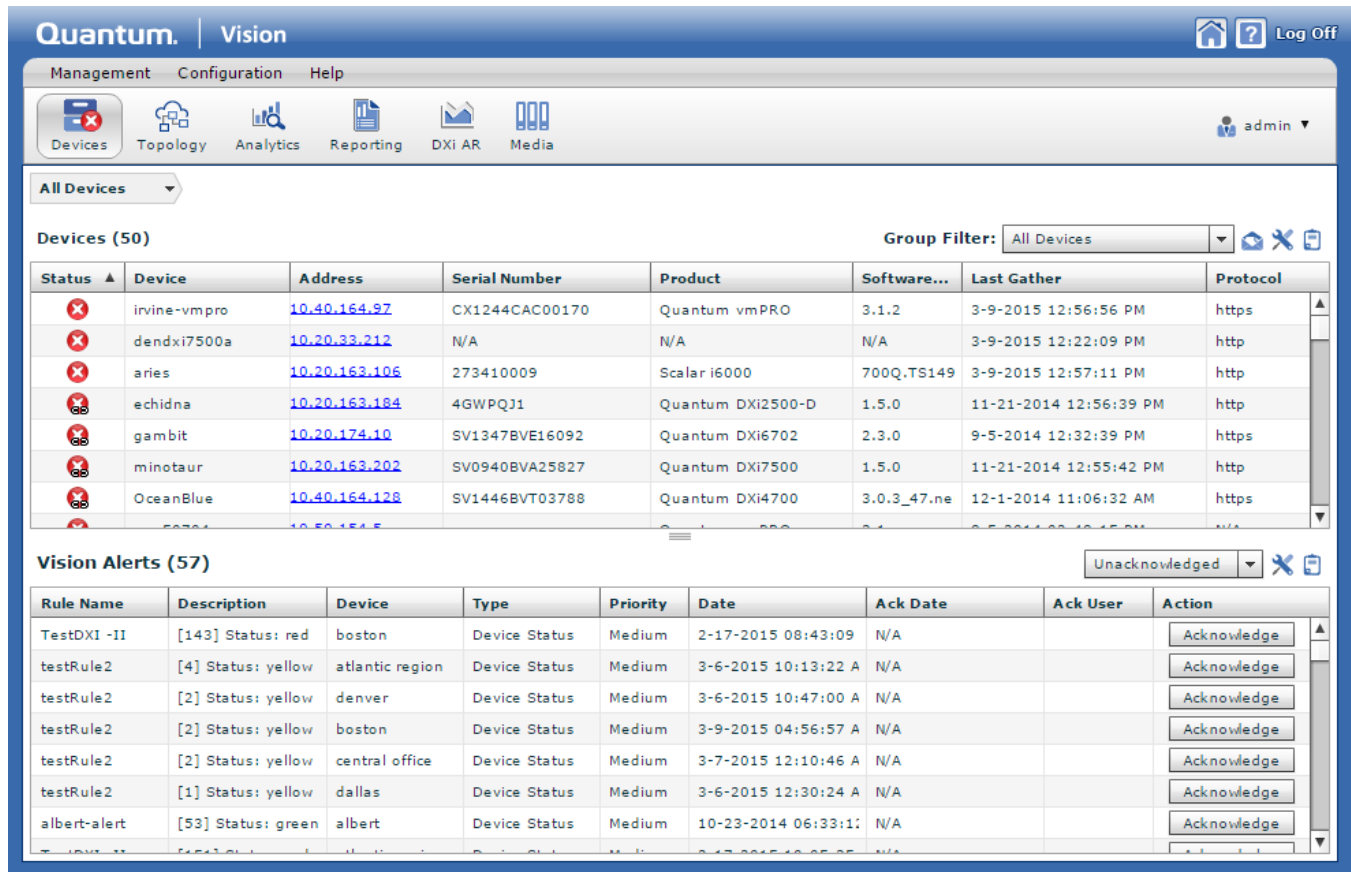 Quantum. | Vision
? Log Off
Management Configuration Help
Devices Topology Analytics Reporting DXi AR Media admin
All Devices
Devices (50) Group Filter: All Devices
Status Device Address Serial Number Product Software... Last Gather Protocol
irvine-vmpro 10.40.164.97 CX1244CAC00170 Quantum vmPRO 3.1.2 3-9-2015 12:56:56 PM https
dendxi7500a 10.20.33.212 N/A N/A N/A 3-9-2015 12:22:09 PM http
aries 10.20.163.106 273410009 Scalar i6000 700Q.TS149 3-9-2015 12:57:11 PM http
echidna 10.20.163.184 4GWPQJ1 Quantum DXi2500-D 1.5.0 11-21-2014 12:56:39 PM http
gambit 10.20.174.10 SV1347BVE16092 Quantum DXi6702 2.3.0 9-5-2014 12:32:39 PM https
minotaur 10.20.163.202 SV0940BVA25827 Quantum DXi7500 1.5.0 11-21-2014 12:55:42 PM http
OceanBlue 10.40.164.128 SV1446BVT03788 Quantum DXi4700 3.0.3_47.ne 12-1-2014 11:06:32 AM https
Vision Alerts (57) Unacknowledged
Rule Name Description Device Type Priority Date Ack Date Ack User Action
TestDXI -II [143] Status: red boston Device Status Medium 2-17-2015 08:43:09 N/A Acknowledge
testRule2 [4] Status: yellow atlantic region Device Status Medium 3-6-2015 10:13:22 A N/A Acknowledge
testRule2 [2] Status: yellow denver Device Status Medium 3-6-2015 10:47:00 A N/A Acknowledge
testRule2 [2] Status: yellow boston Device Status Medium 3-9-2015 04:56:57 A N/A Acknowledge
testRule2 [2] Status: yellow central office Device Status Medium 3-7-2015 12:10:46 A N/A Acknowledge
testRule2 [1] Status: yellow dallas Device Status Medium 3-6-2015 12:30:24 A N/A Acknowledge
albert-alert [53] Status: green albert Device Status Medium 10-23-2014 06:33:12 N/A Acknowledge